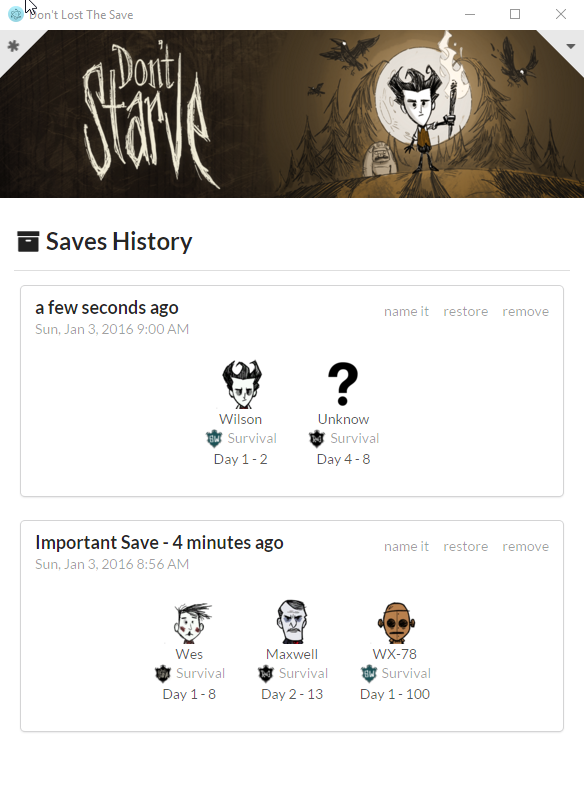 Don't Lost The Save
Don't
Starve
Saves History
a few seconds ago
name it restore remove
Sun, Jan 3, 2016 9:00 AM
Wilson Unknow
Survival Survival
Day 1 - 2 Day 4 - 8
Important Save - 4 minutes ago
name it restore remove
Sun, Jan 3, 2016 8:56 AM
Wes Maxwell WX-78
Survival Survival Survival
Day 1 - 8 Day 2 - 13 Day 1 - 100